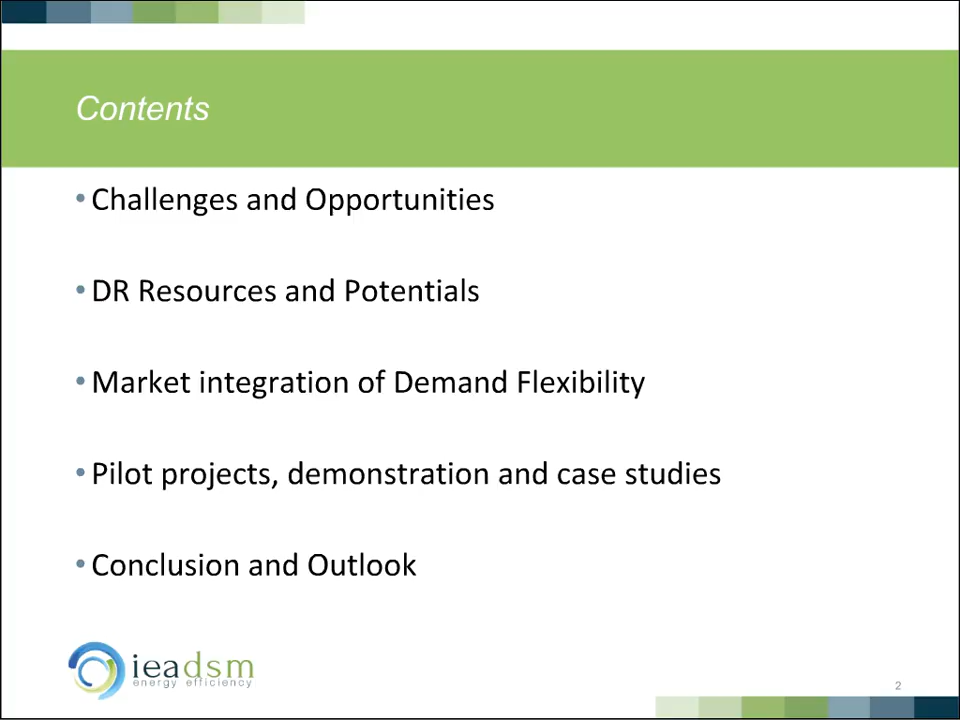 Contents
• Challenges and Opportunities
• DR Resources and Potentials
• Market integration of Demand Flexibility
• Pilot projects, demonstration and case studies
• Conclusion and Outlook
ieadsm
energy efficiency
2